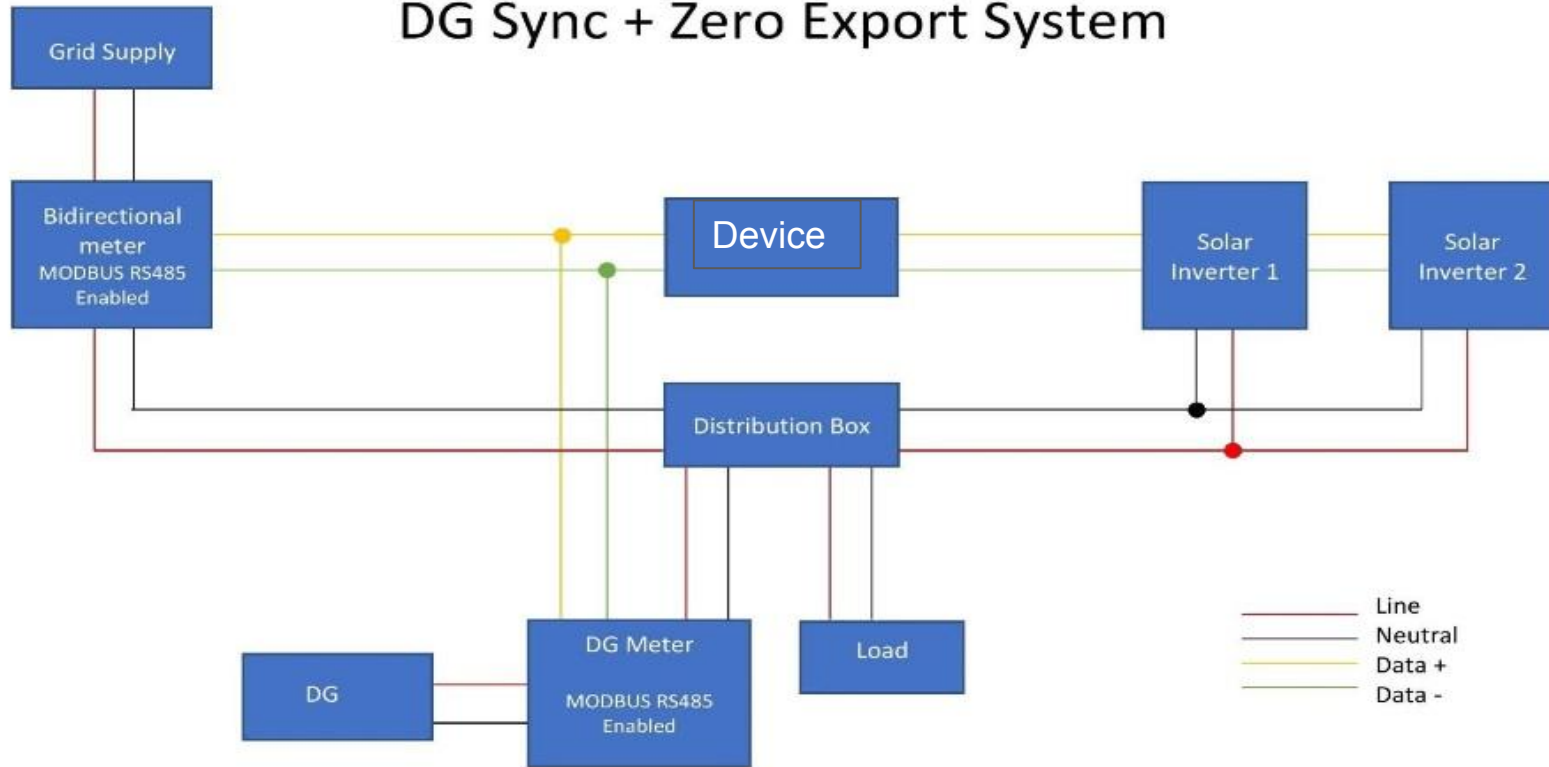 DG Sync + Zero Export System
Grid Supply
Bidirectional
meter
MODBUS RS485
Enabled
Device
Solar
Inverter 1
Solar
Inverter 2
Distribution Box
DG
DG Meter
MODBUS RS485
Enabled
Load
Line
Neutral
Data +
Data -